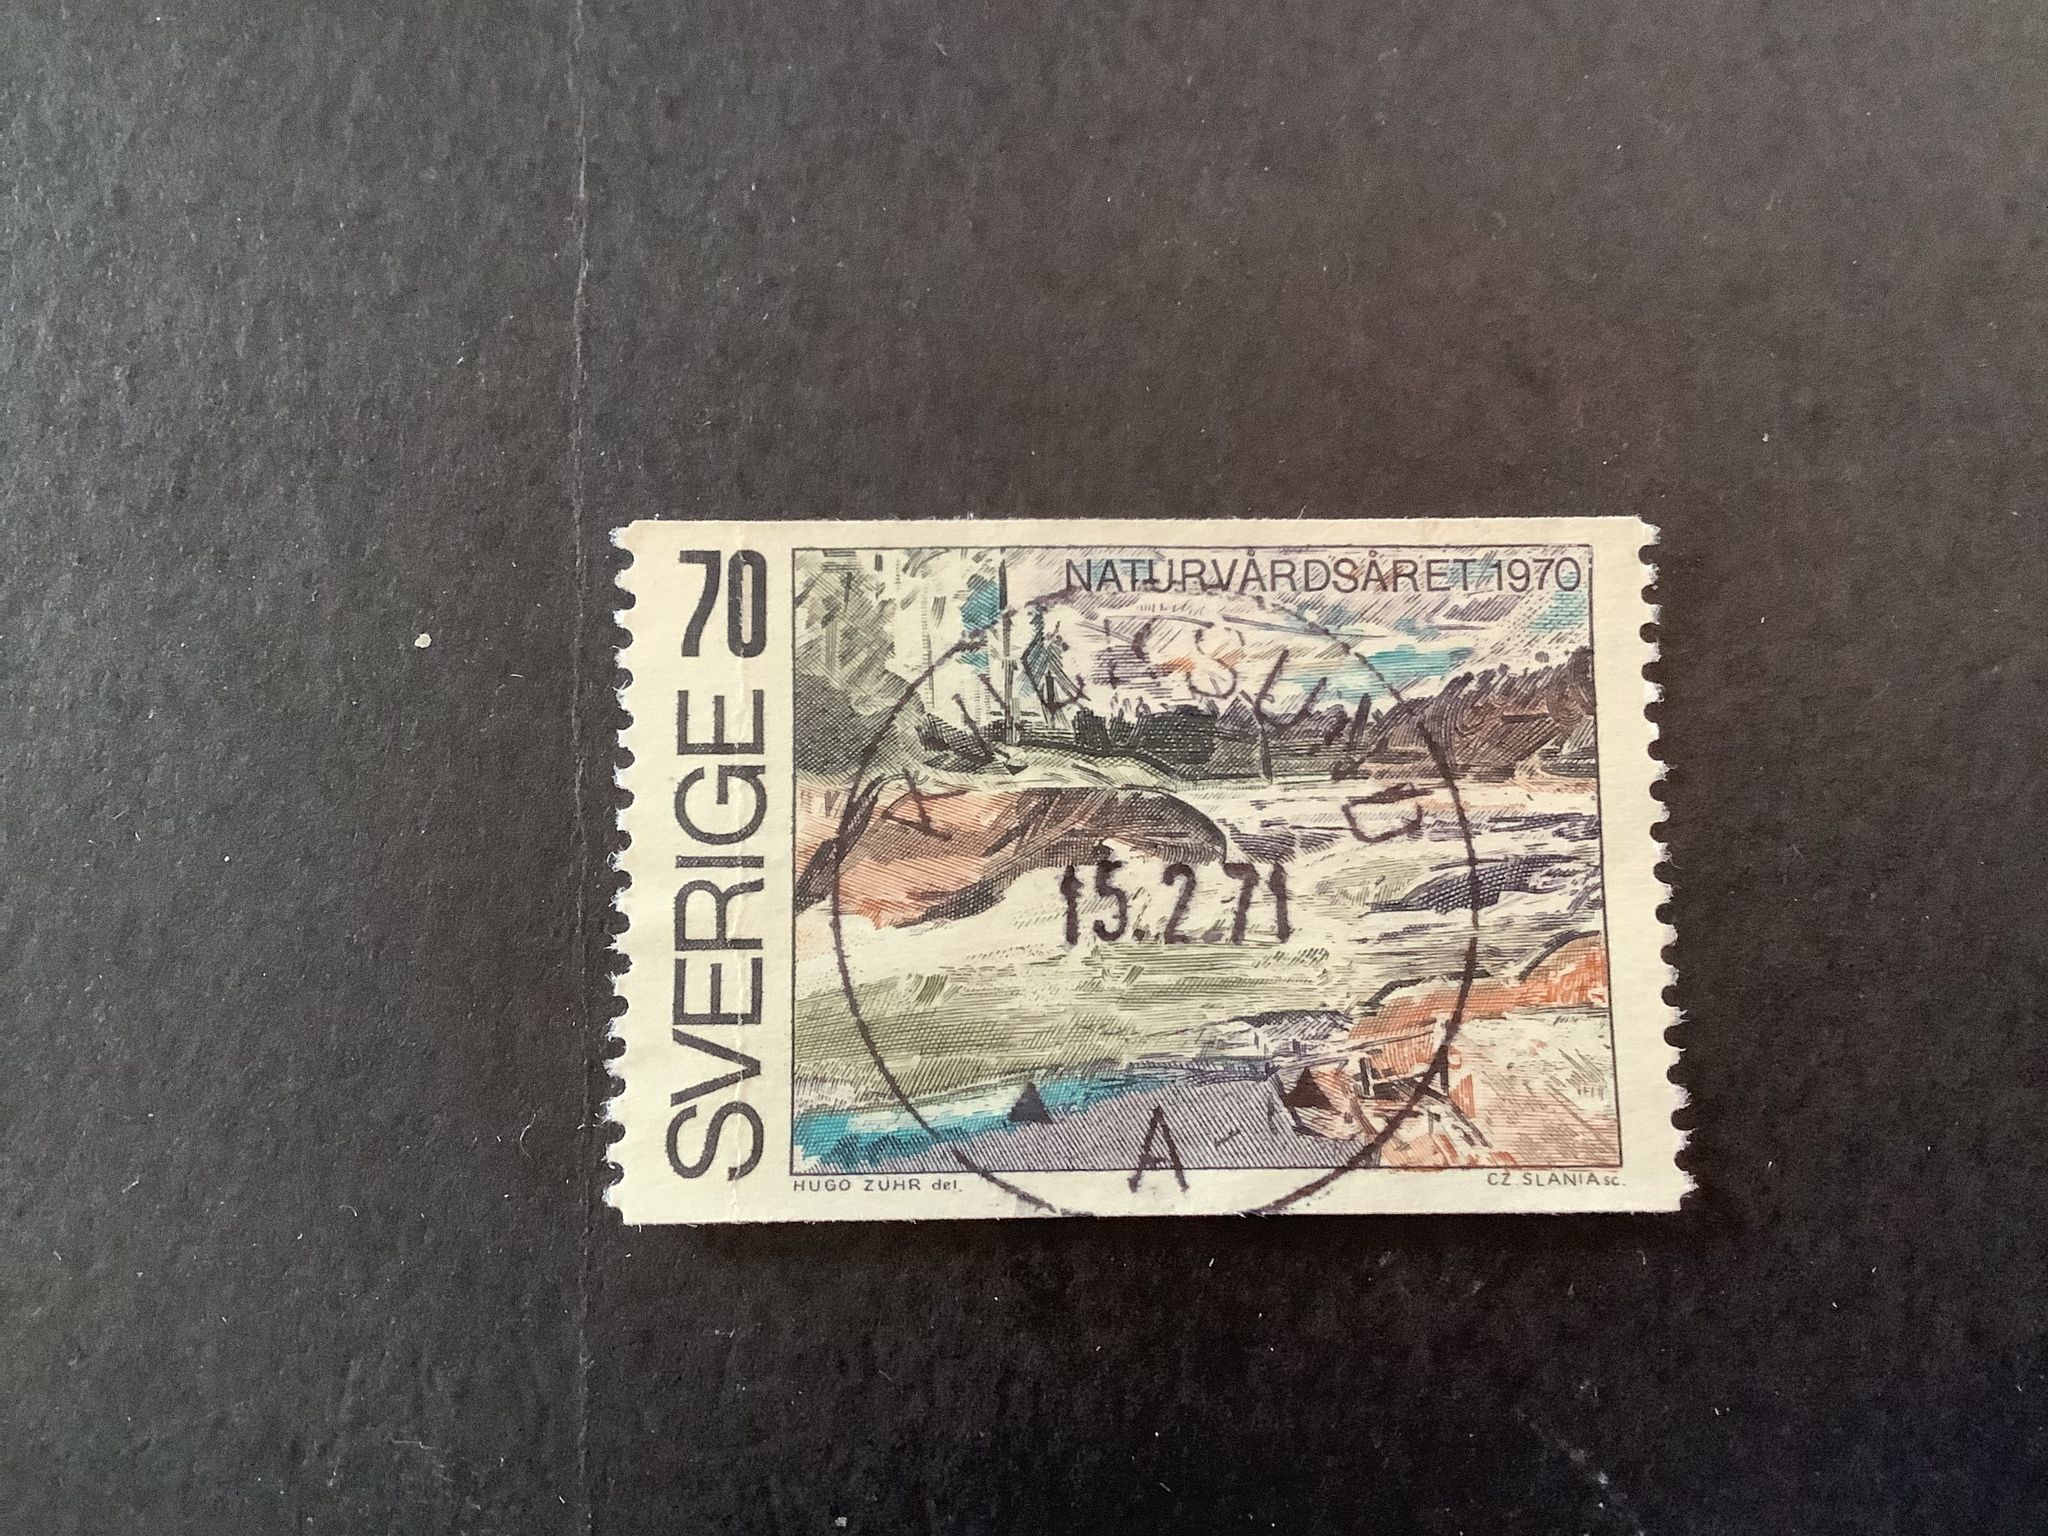 SVERIGE 70
NATURVÅRDSÅRET 1970
15.2.71
A
HUGO ZUHR del.
CZ. SLANIA sc.